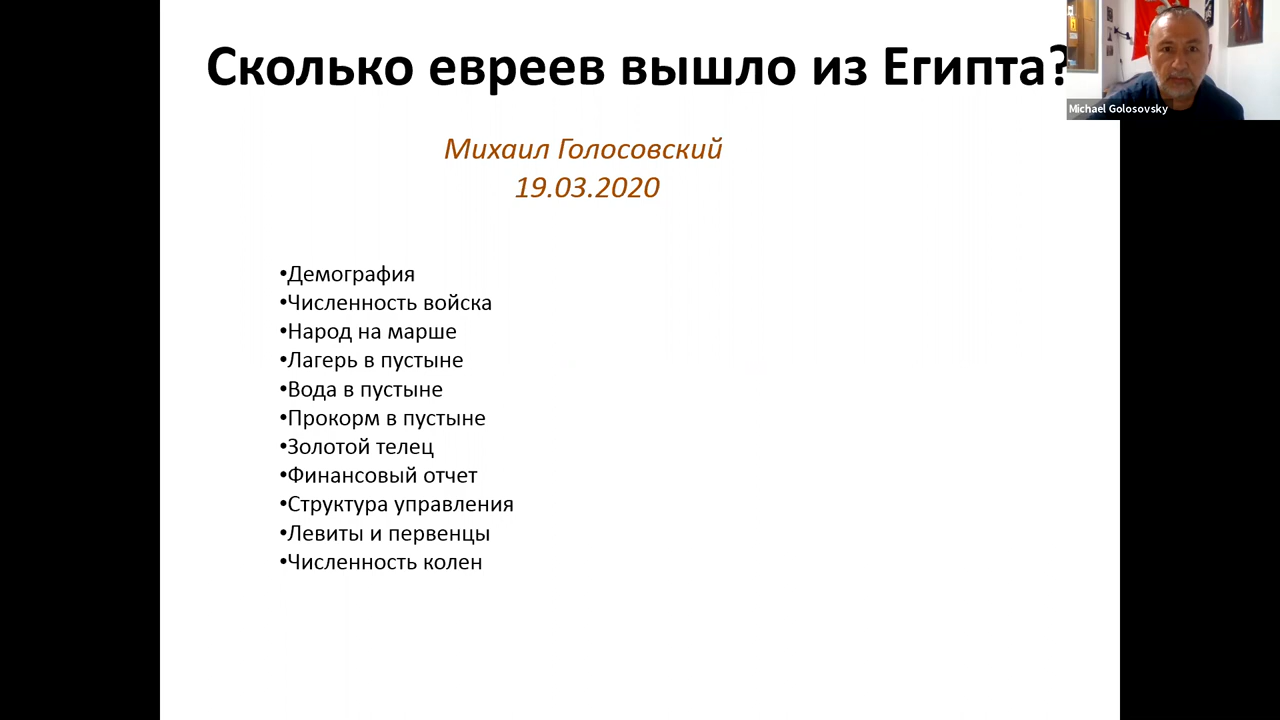 Сколько евреев вышло из Египта?
Michael Golosovsky
Михаил Голосовский
19.03.2020
•Демография
•Численность войска
•Народ на марше
•Лагерь в пустыне
•Вода в пустыне
•Прокорм в пустыне
•Золотой телец
•Финансовый отчет
•Структура управления
•Левиты и первенцы
•Численность колен